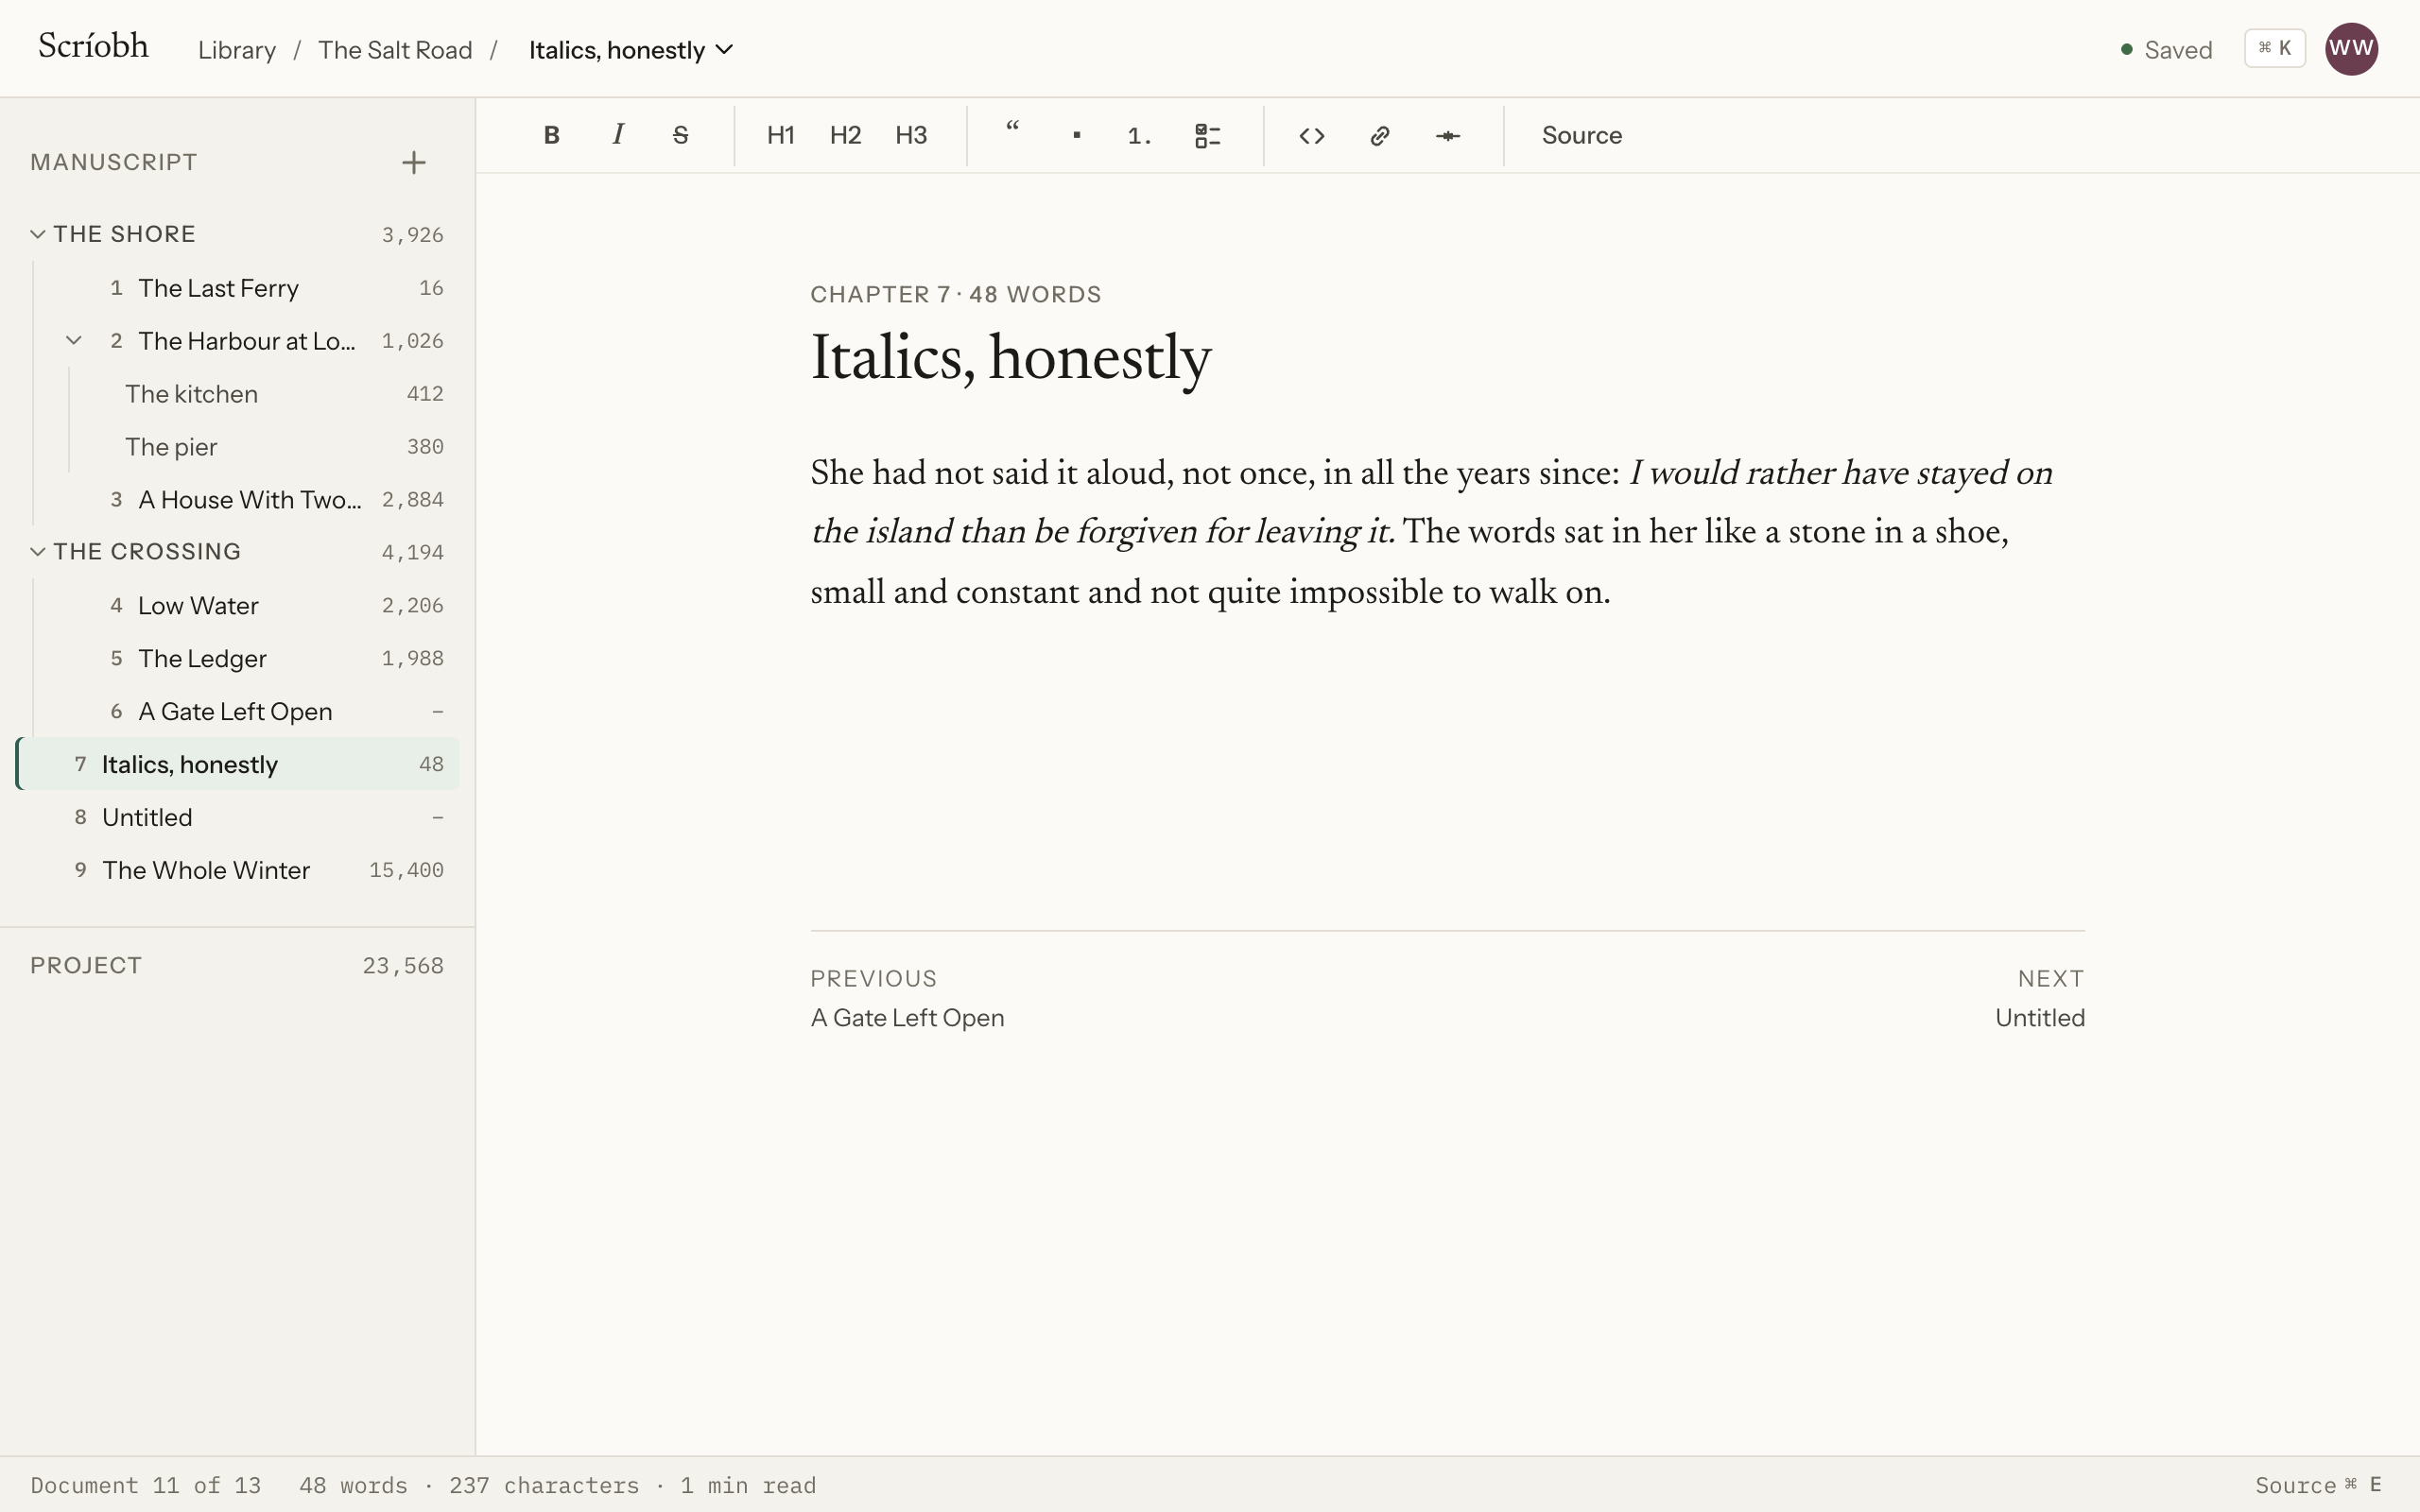 Scríobh Library / The Salt Road / Italics, honestly Saved ⌘ K WW
B I S H1 H2 H3 “ ▪ 1. <> Source
MANUSCRIPT +
THE SHORE 3,926
1 The Last Ferry 16
2 The Harbour at Lo... 1,026
The kitchen 412
The pier 380
3 A House With Two... 2,884
THE CROSSING 4,194
4 Low Water 2,206
5 The Ledger 1,988
6 A Gate Left Open –
7 Italics, honestly 48
8 Untitled –
9 The Whole Winter 15,400
PROJECT 23,568
CHAPTER 7 · 48 WORDS
Italics, honestly
She had not said it aloud, not once, in all the years since: I would rather have stayed on
the island than be forgiven for leaving it. The words sat in her like a stone in a shoe,
small and constant and not quite impossible to walk on.
PREVIOUS NEXT
A Gate Left Open Untitled
Document 11 of 13 48 words · 237 characters · 1 min read Source ⌘ E